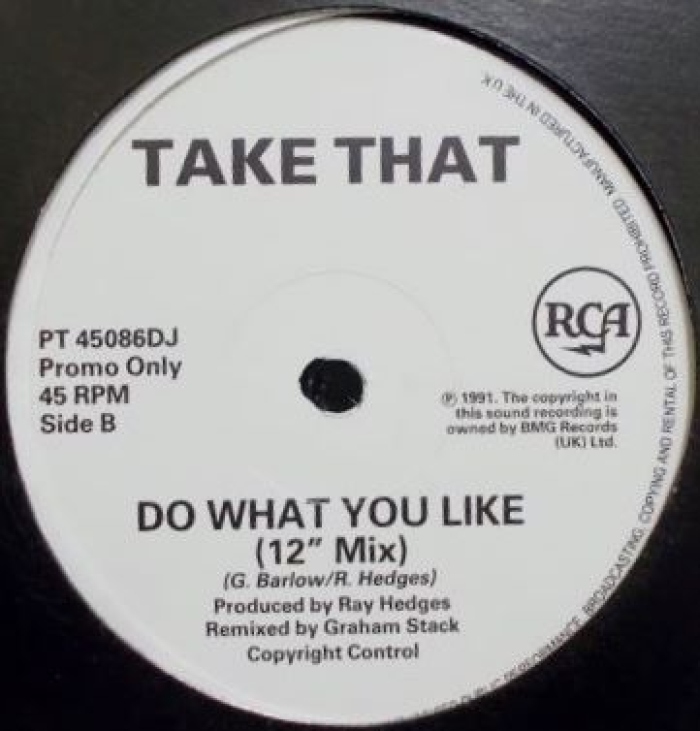 TAKE THAT
PT 45086DJ
Promo Only
45 RPM
Side B
RCA
℗ 1991. The copyright in
this sound recording is
owned by BMG Records
(UK) Ltd.
DO WHAT YOU LIKE
(12" Mix)
(G. Barlow/R. Hedges)
Produced by Ray Hedges
Remixed by Graham Stack
Copyright Control
PUBLIC PERFORMANCE, BROADCASTING, COPYING AND RENTAL OF THIS RECORD PROHIBITED. MANUFACTURED IN THE U.K.